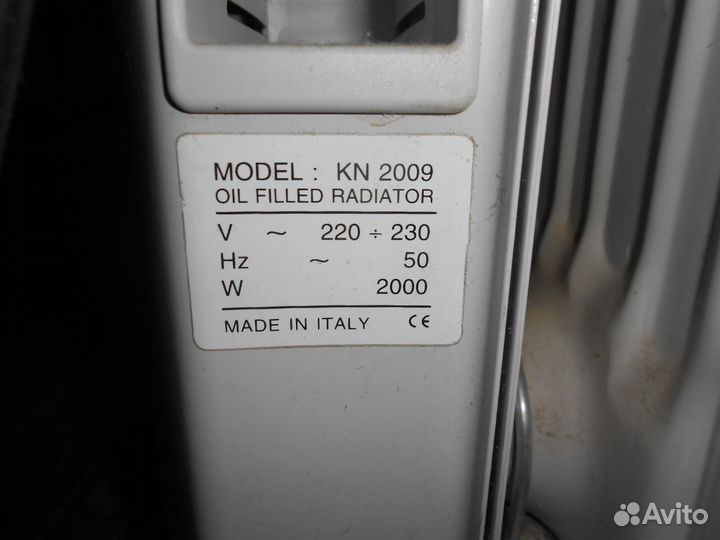 MODEL : KN 2009
OIL FILLED RADIATOR
V ~ 220 ÷ 230
Hz ~ 50
W 2000
MADE IN ITALY CE
Avito